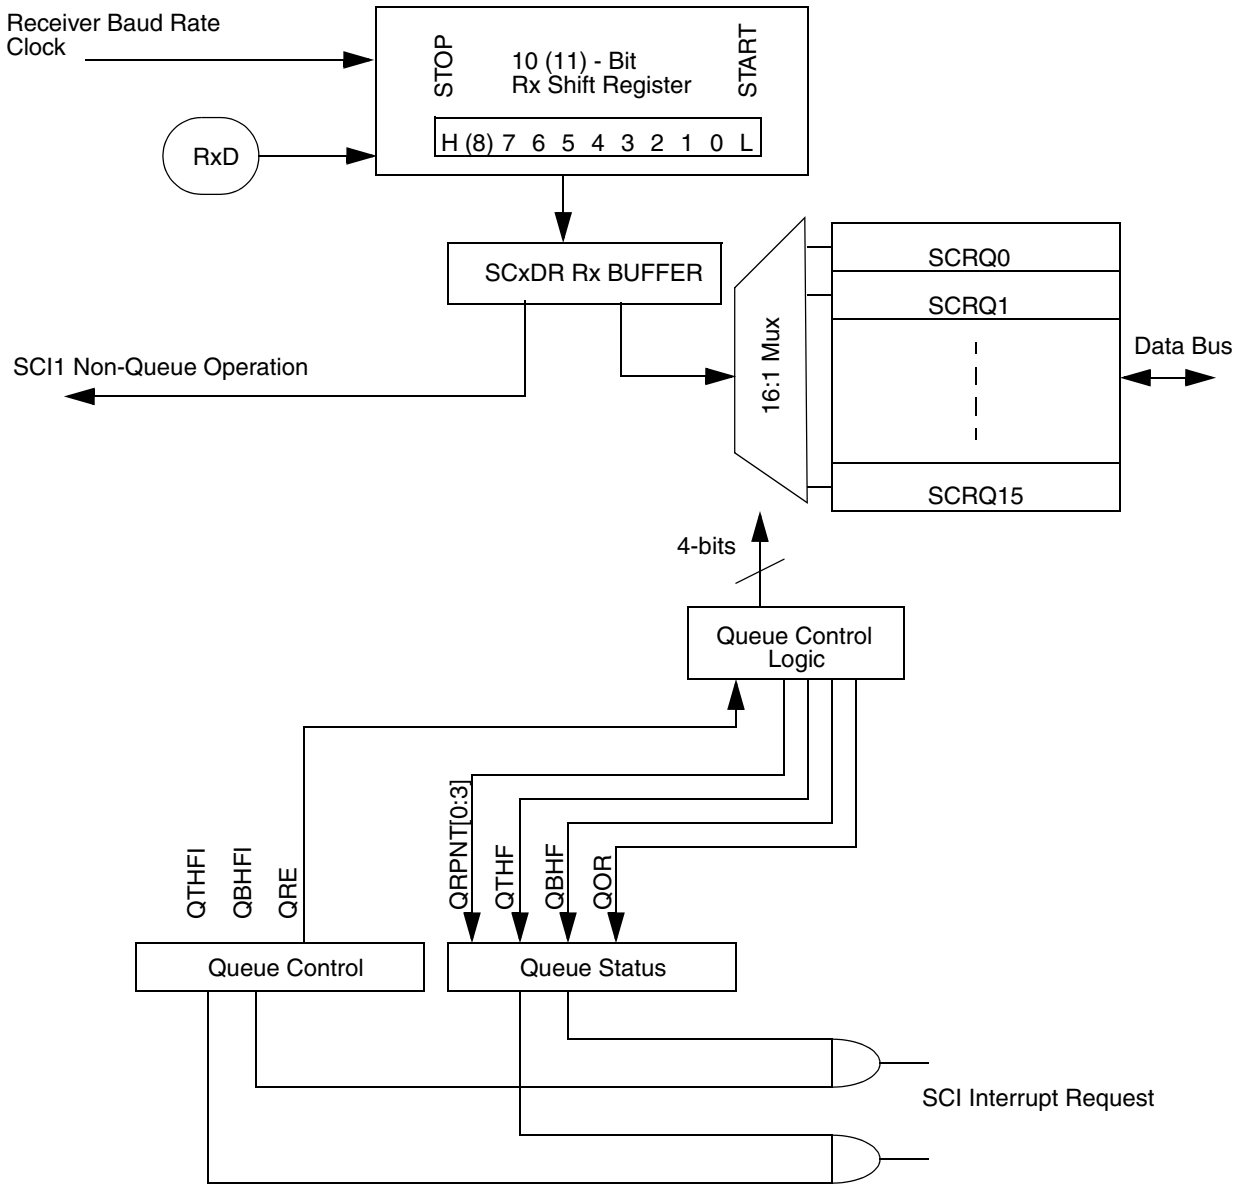 Receiver Baud Rate
Clock
STOP
10 (11) - Bit
Rx Shift Register
START
H (8) 7 6 5 4 3 2 1 0 L
RxD
SCxDR Rx BUFFER
SCI1 Non-Queue Operation
16:1 Mux
SCRQ0
SCRQ1
SCRQ15
Data Bus
4-bits
Queue Control
Logic
QTHFI
QBHFI
QRE
QRPNT[0:3]
QTHF
QBHF
QOR
Queue Control
Queue Status
SCI Interrupt Request